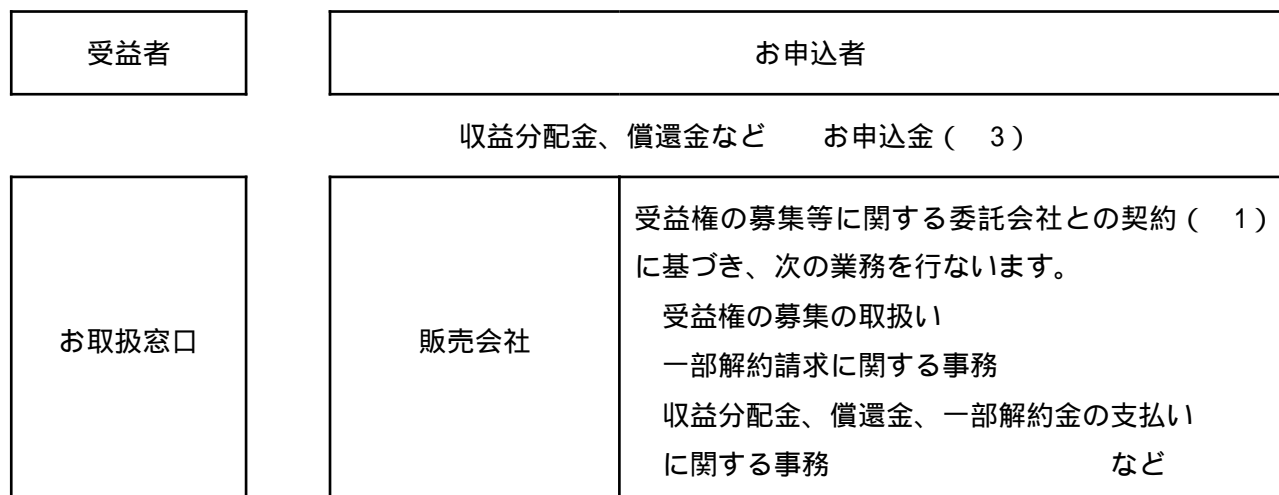 受益者
お申込者
収益分配金、償還金など　　お申込金(　3)
お取扱窓口
販売会社
受益権の募集等に関する委託会社との契約(　1)
に基づき、次の業務を行ないます。
受益権の募集の取扱い
一部解約請求に関する事務
収益分配金、償還金、一部解約金の支払い
に関する事務　　　　　　　　　など